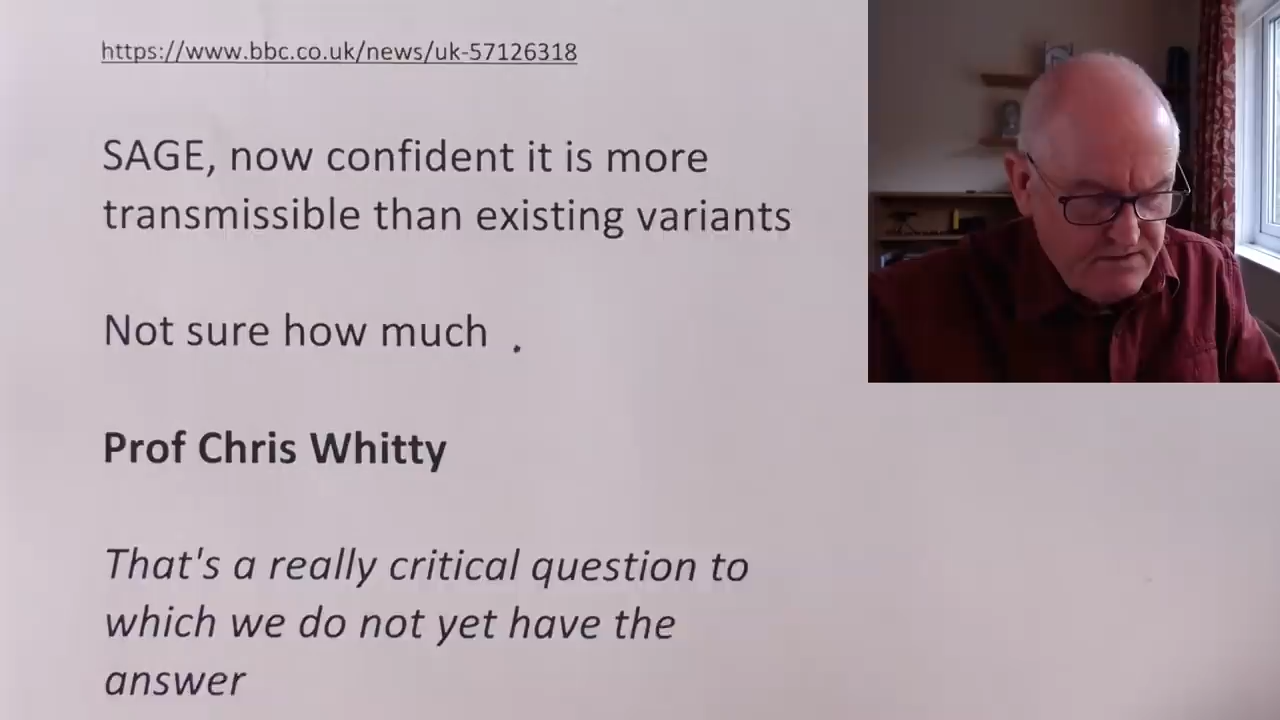 https://www.bbc.co.uk/news/uk-57126318
SAGE, now confident it is more
transmissible than existing variants
Not sure how much .
Prof Chris Whitty
That's a really critical question to
which we do not yet have the
answer